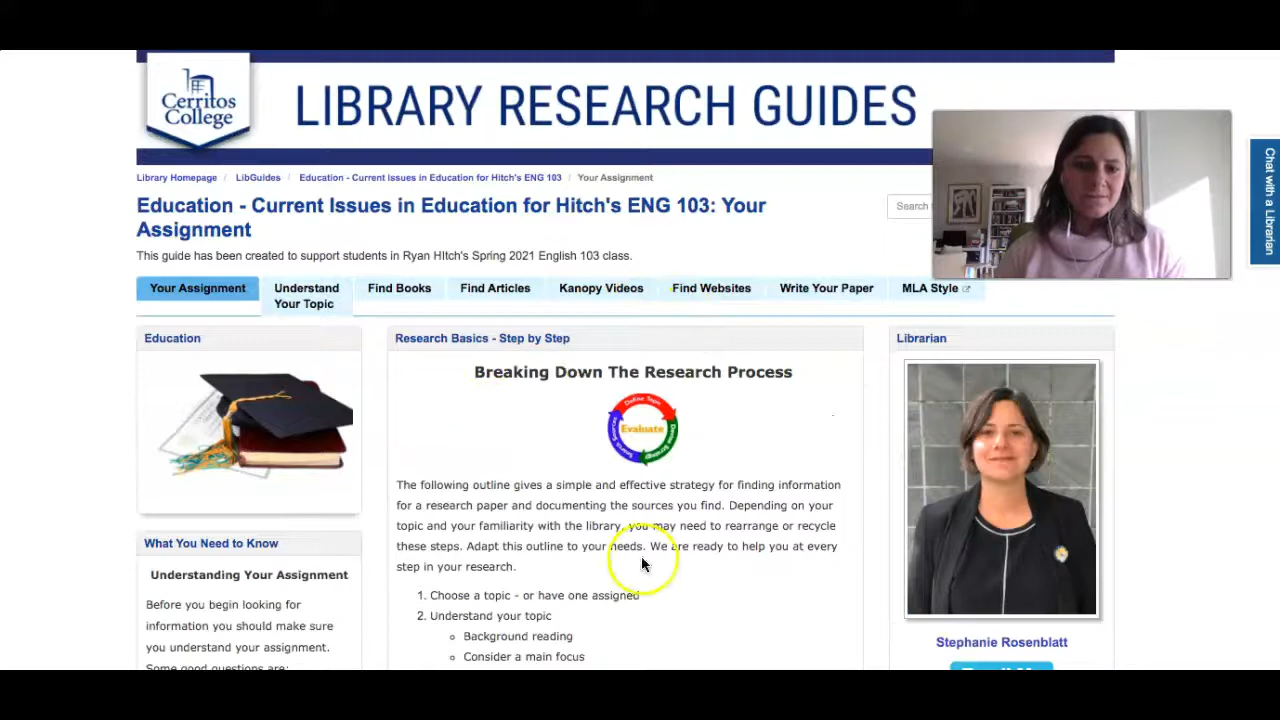 Cerritos
College
LIBRARY RESEARCH GUIDES
Chat with a Librarian
Library Homepage / LibGuides / Education - Current Issues in Education for Hitch's ENG 103 / Your Assignment
Education - Current Issues in Education for Hitch's ENG 103: Your
Assignment
Search
This guide has been created to support students in Ryan HItch's Spring 2021 English 103 class.
Your Assignment
Understand
Your Topic
Find Books
Find Articles
Kanopy Videos
Find Websites
Write Your Paper
MLA Style
Education
What You Need to Know
Understanding Your Assignment
Before you begin looking for
information you should make sure
you understand your assignment.
Some good questions are:
Research Basics - Step by Step
Breaking Down The Research Process
Define Topic
Evaluate
The following outline gives a simple and effective strategy for finding information
for a research paper and documenting the sources you find. Depending on your
topic and your familiarity with the library, you may need to rearrange or recycle
these steps. Adapt this outline to your needs. We are ready to help you at every
step in your research.
1. Choose a topic - or have one assigned
2. Understand your topic
Background reading
Consider a main focus
Librarian
Stephanie Rosenblatt